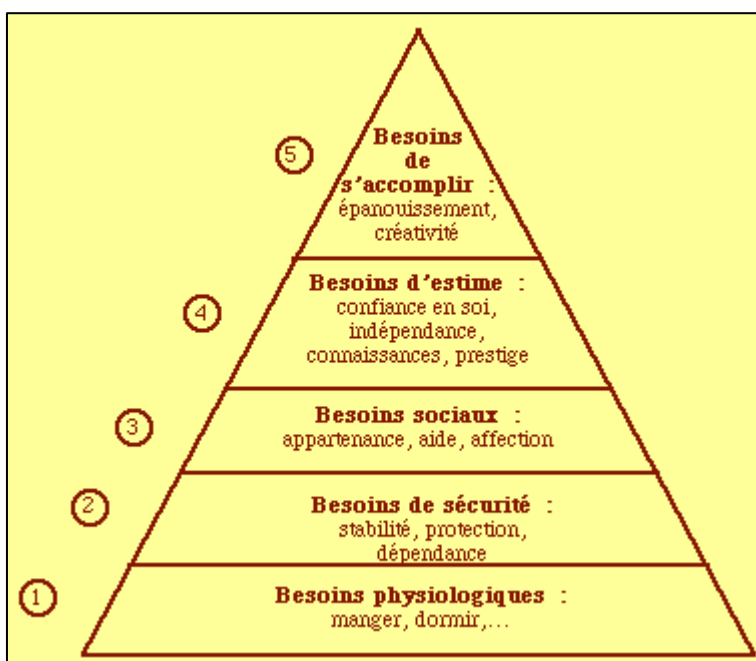 5
Besoins
de
s'accomplir :
épanouissement,
créativité
4
Besoins d'estime :
confiance en soi,
indépendance,
connaissances, prestige
3
Besoins sociaux :
appartenance, aide, affection
2
Besoins de sécurité :
stabilité, protection,
dépendance
1
Besoins physiologiques :
manger, dormir,...